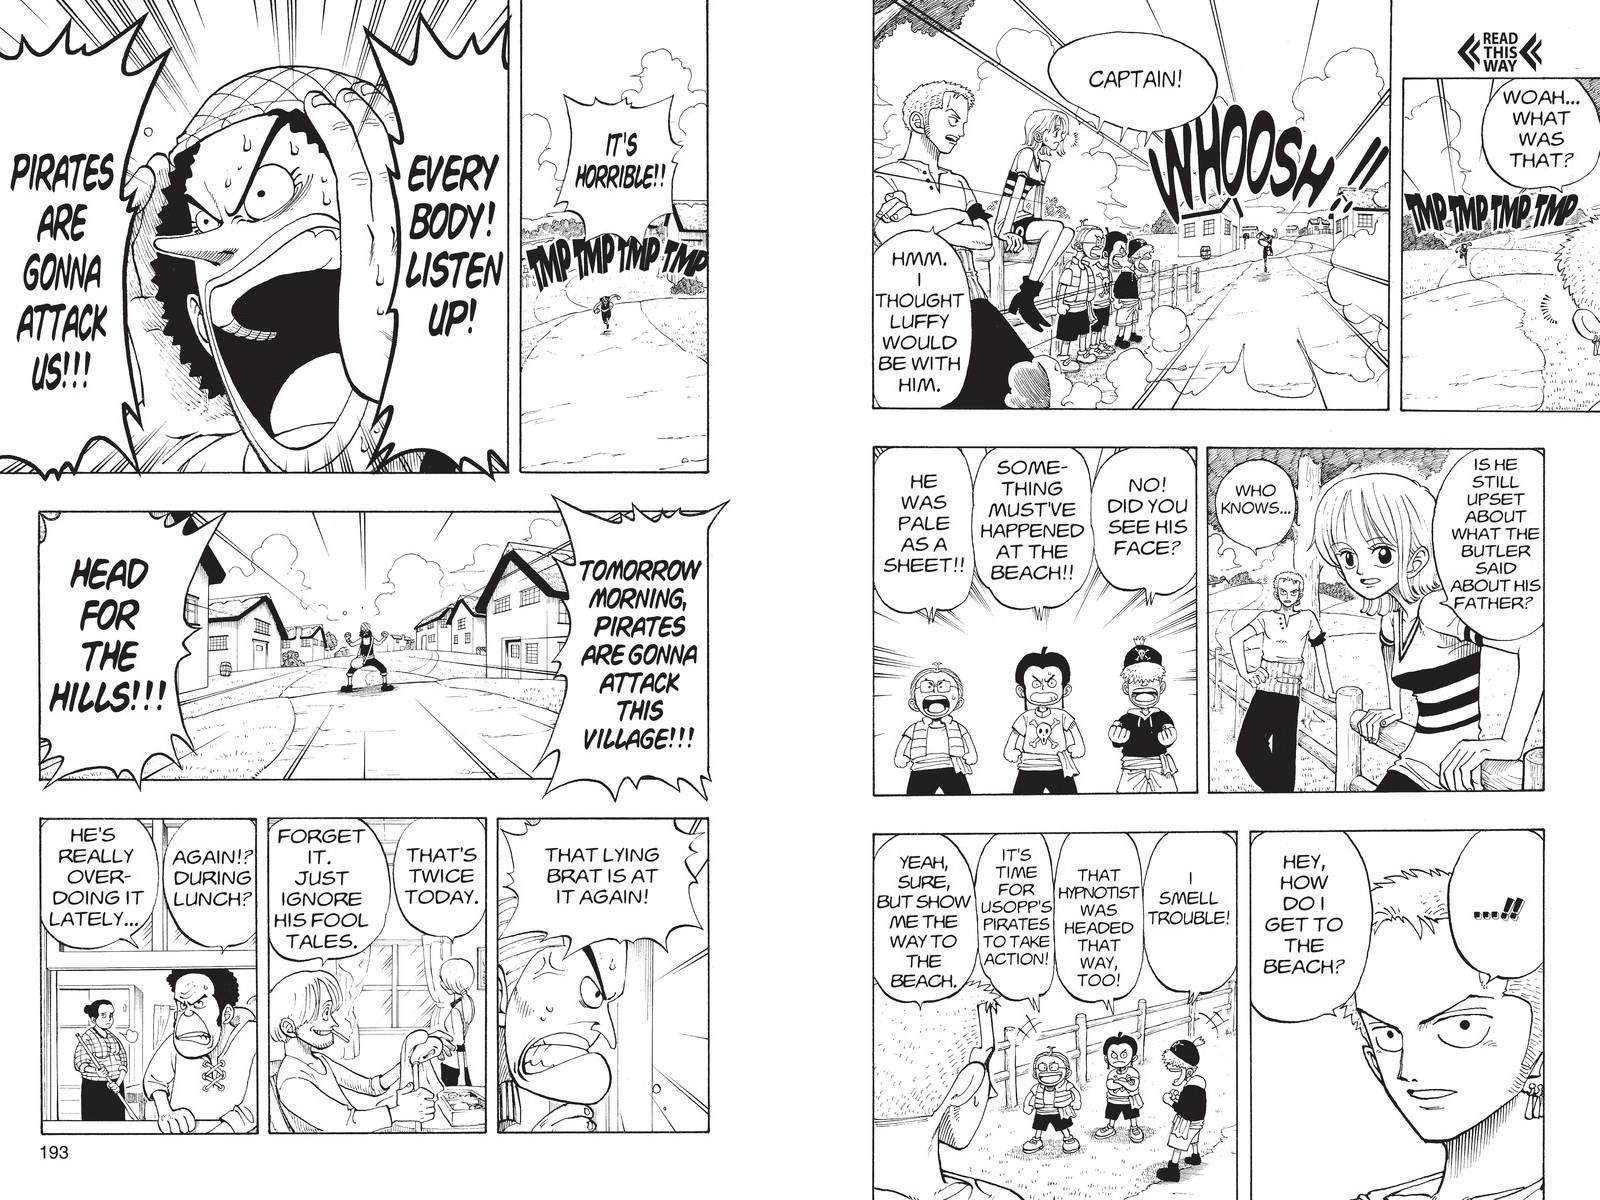 READ
THIS
WAY
WOAH...
WHAT
WAS
THAT?
TMP TMP TMP TMP
CAPTAIN!
WHOOSH!!
HMM.
I
THOUGHT
LUFFY
WOULD
BE WITH
HIM.
IS HE
STILL
UPSET
ABOUT
WHAT THE
BUTLER
SAID
ABOUT HIS
FATHER?
WHO
KNOWS...
NO!
DID YOU
SEE HIS
FACE?
SOME-
THING
MUST'VE
HAPPENED
AT THE
BEACH!!
HE
WAS
PALE
AS A
SHEET!!
....!!
HEY,
HOW
DO I
GET TO
THE
BEACH?
I
SMELL
TROUBLE!
THAT
HYPNOTIST
WAS
HEADED
THAT
WAY,
TOO!
IT'S
TIME
FOR
USOPP'S
PIRATES
TO TAKE
ACTION!
YEAH,
SURE,
BUT SHOW
ME THE
WAY TO
THE
BEACH.
IT'S
HORRIBLE!!
TMP TMP TMP TMP
EVERY
BODY!
LISTEN
UP!
PIRATES
ARE
GONNA
ATTACK
US!!!
TOMORROW
MORNING,
PIRATES
ARE GONNA
ATTACK
THIS
VILLAGE!!!
HEAD
FOR
THE
HILLS!!!
THAT LYING
BRAT IS AT
IT AGAIN!
THAT'S
TWICE
TODAY.
FORGET
IT.
JUST
IGNORE
HIS FOOL
TALES.
AGAIN!?
DURING
LUNCH?
HE'S
REALLY
OVER-
DOING IT
LATELY...
193